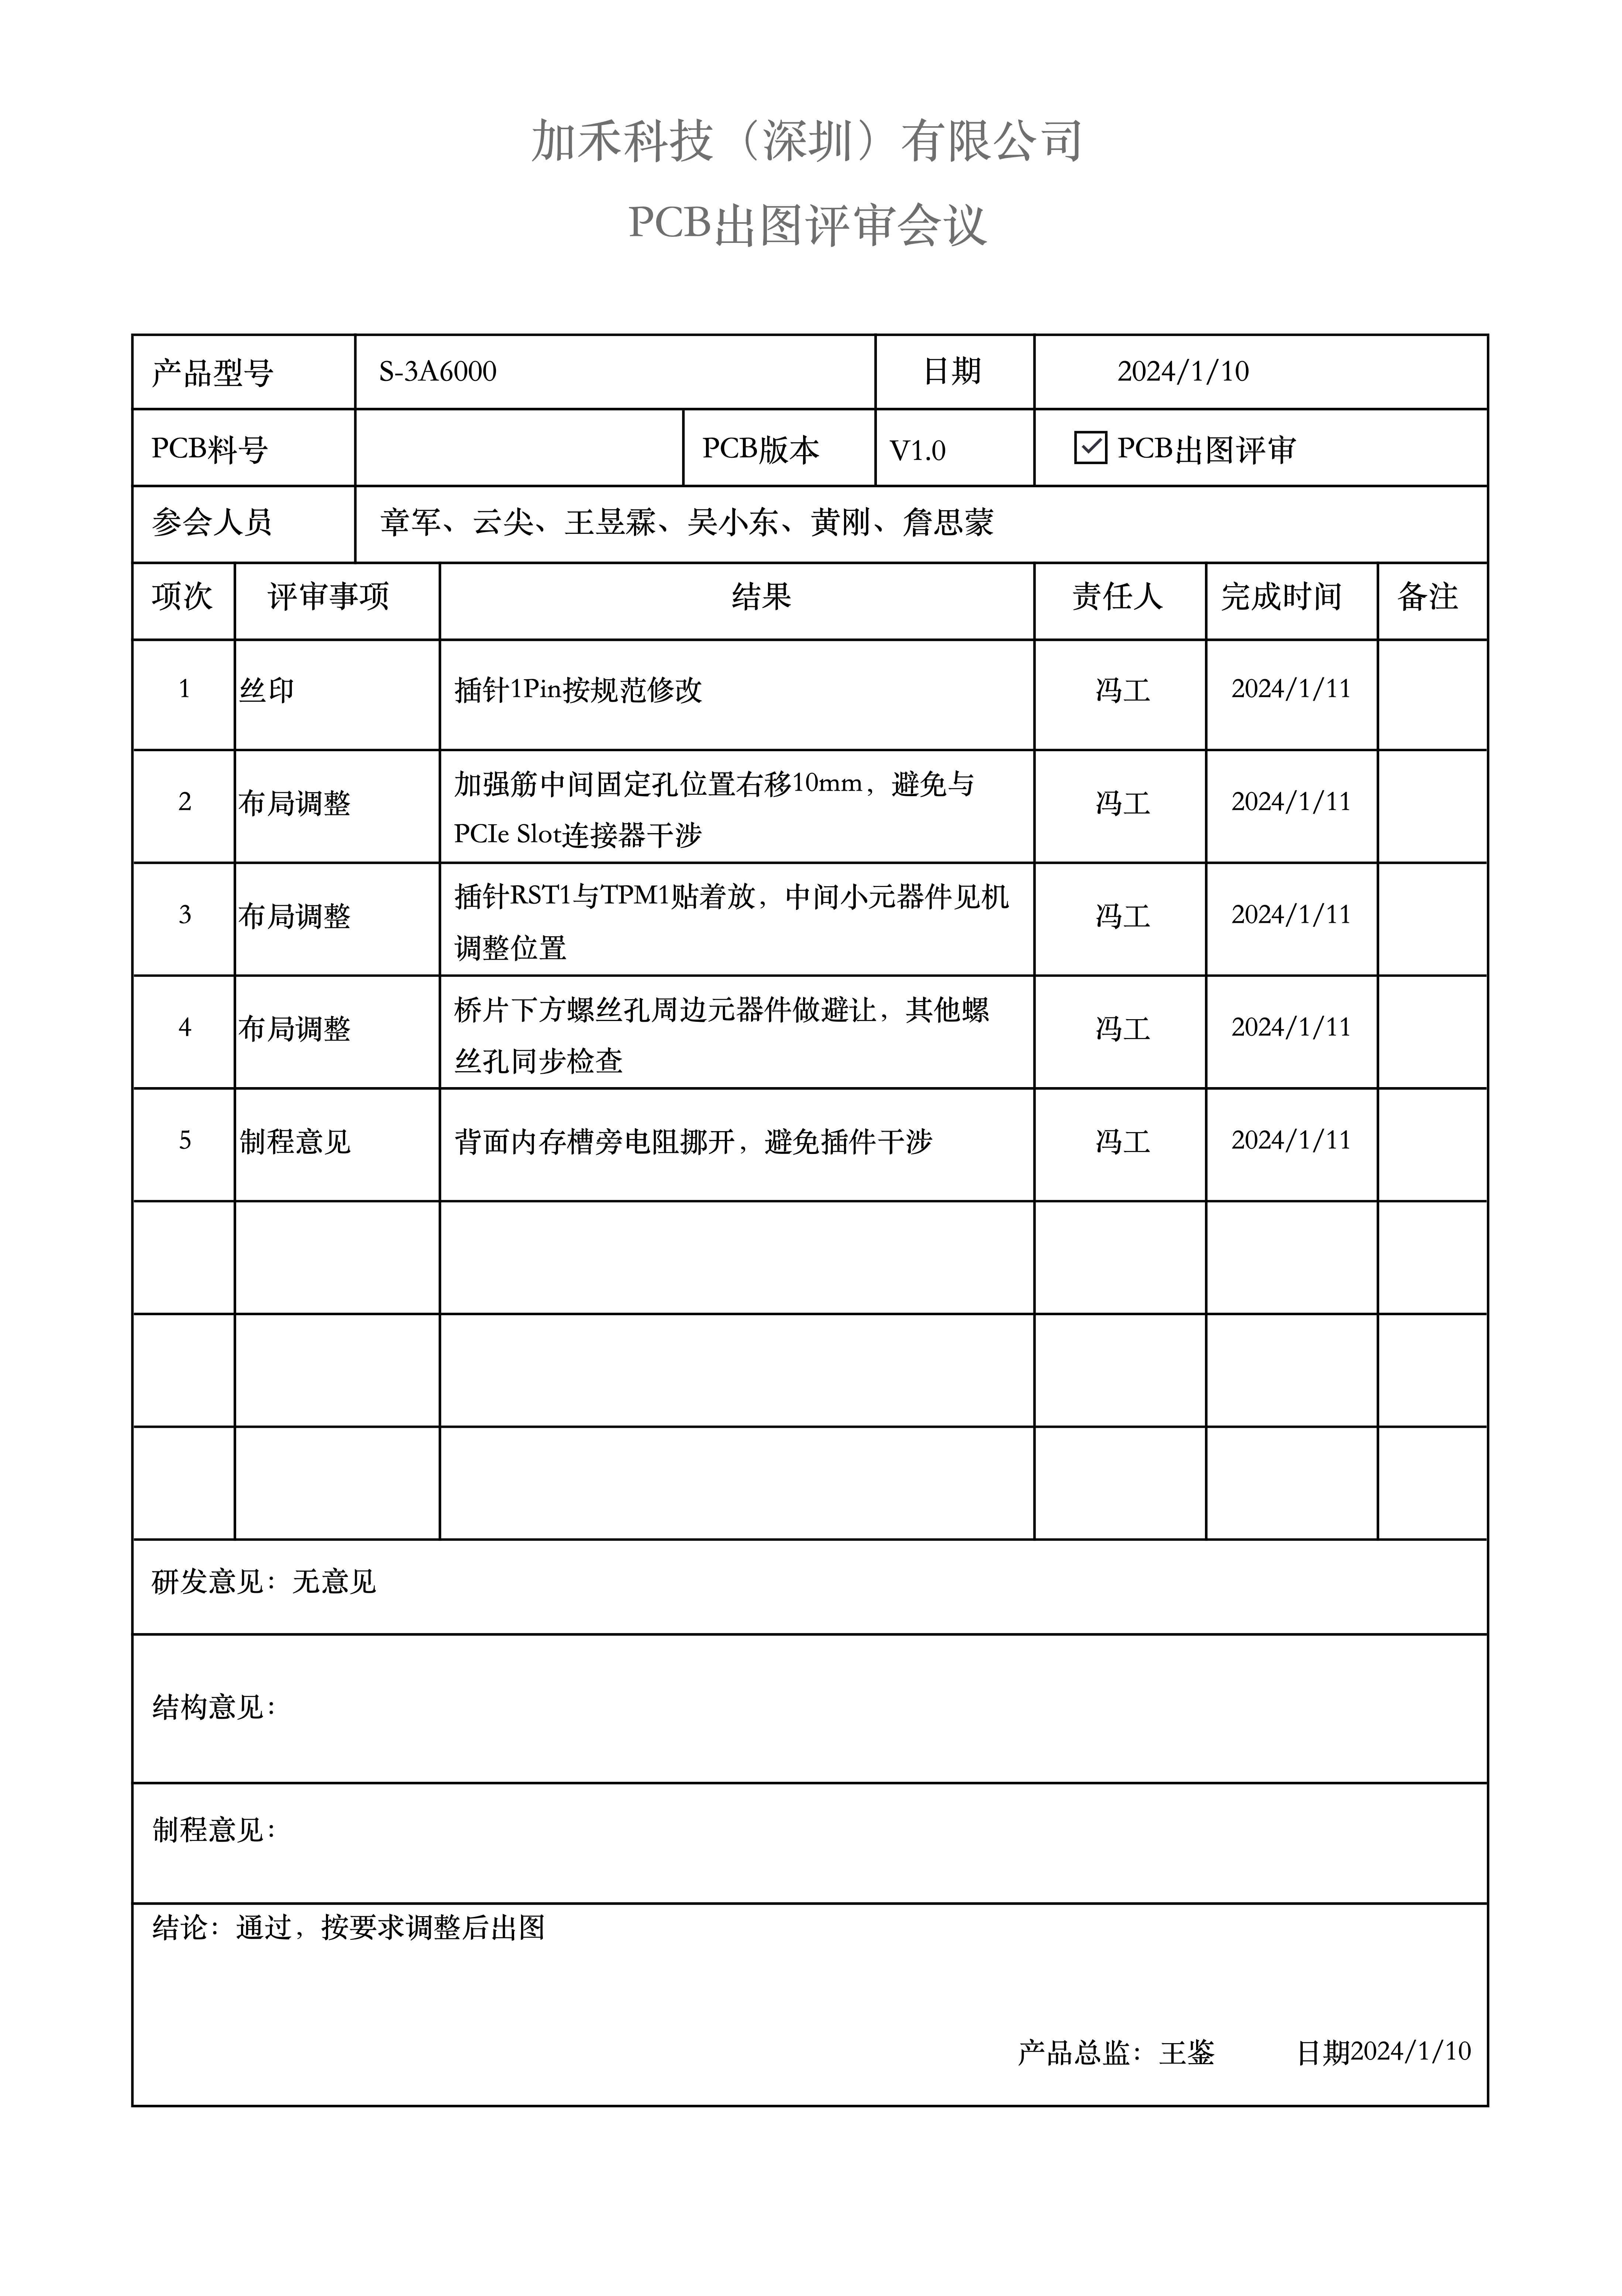 加禾科技（深圳）有限公司
PCB出图评审会议
产品型号 S-3A6000 日期 2024/1/10
PCB料号 PCB版本 V1.0 ☑ PCB出图评审
参会人员 章军、云尖、王昱霖、吴小东、黄刚、詹思蒙
项次 评审事项 结果 责任人 完成时间 备注
1 丝印 插针1Pin按规范修改 冯工 2024/1/11
2 布局调整 加强筋中间固定孔位置右移10mm，避免与
PCIe Slot连接器干涉 冯工 2024/1/11
3 布局调整 插针RST1与TPM1贴着放，中间小元器件见机
调整位置 冯工 2024/1/11
4 布局调整 桥片下方螺丝孔周边元器件做避让，其他螺
丝孔同步检查 冯工 2024/1/11
5 制程意见 背面内存槽旁电阻挪开，避免插件干涉 冯工 2024/1/11
研发意见：无意见
结构意见：
制程意见：
结论：通过，按要求调整后出图
产品总监：王鉴 日期2024/1/10